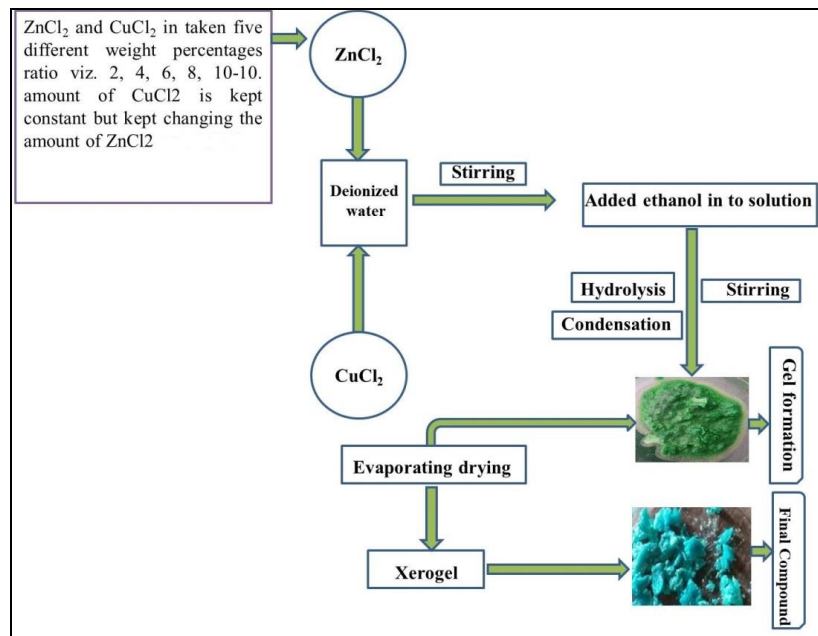 ZnCl₂ and CuCl₂ in taken five
different weight percentages
ratio viz. 2, 4, 6, 8, 10-10.
amount of CuCl2 is kept
constant but kept changing the
amount of ZnCl2
ZnCl₂
Deionized
water
Stirring
Added ethanol in to solution
Hydrolysis
Stirring
Condensation
CuCl₂
Gel formation
Evaporating drying
Xerogel
Final Compound